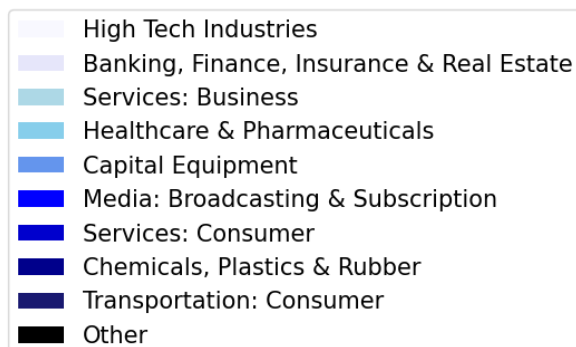 High Tech Industries
Banking, Finance, Insurance & Real Estate
Services: Business
Healthcare & Pharmaceuticals
Capital Equipment
Media: Broadcasting & Subscription
Services: Consumer
Chemicals, Plastics & Rubber
Transportation: Consumer
Other